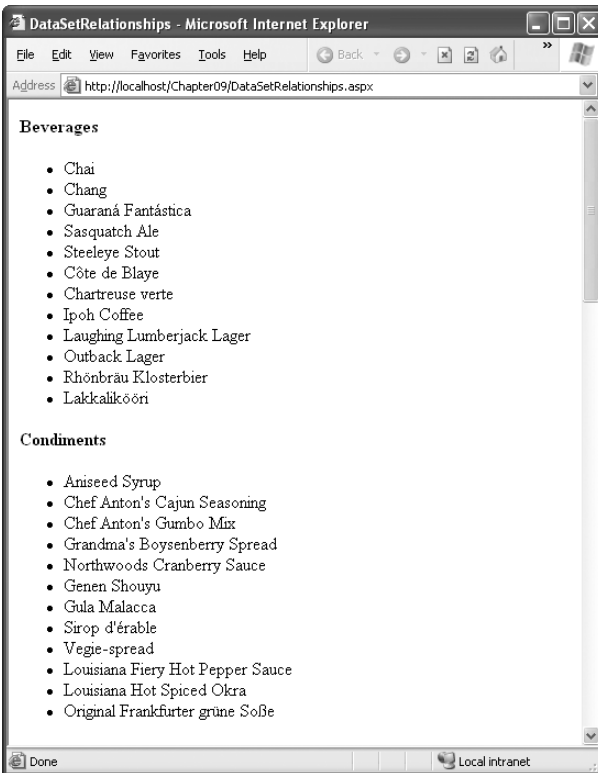 DataSetRelationships - Microsoft Internet Explorer
File Edit View Favorites Tools Help Back »
Address http://localhost/Chapter09/DataSetRelationships.aspx
Beverages
• Chai
• Chang
• Guaraná Fantástica
• Sasquatch Ale
• Steeleye Stout
• Côte de Blaye
• Chartreuse verte
• Ipoh Coffee
• Laughing Lumberjack Lager
• Outback Lager
• Rhönbräu Klosterbier
• Lakkalikööri
Condiments
• Aniseed Syrup
• Chef Anton's Cajun Seasoning
• Chef Anton's Gumbo Mix
• Grandma's Boysenberry Spread
• Northwoods Cranberry Sauce
• Genen Shouyu
• Gula Malacca
• Sirop d'érable
• Vegie-spread
• Louisiana Fiery Hot Pepper Sauce
• Louisiana Hot Spiced Okra
• Original Frankfurter grüne Soße
Done Local intranet